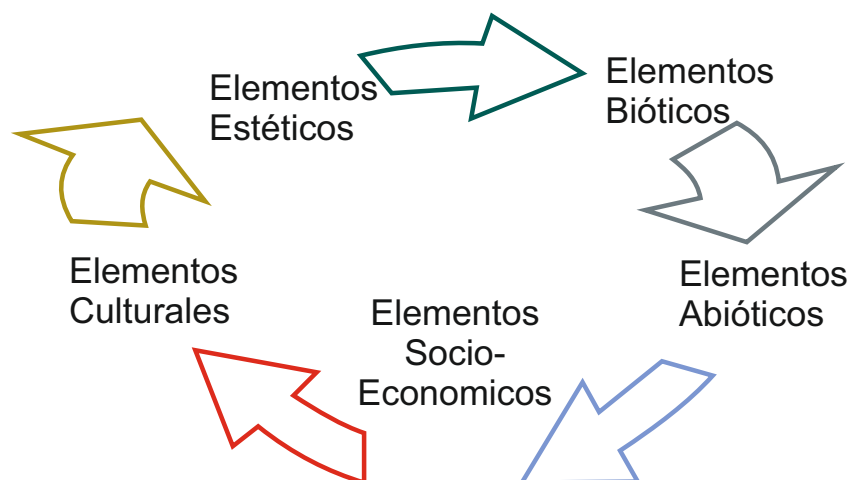 Elementos
Estéticos
Elementos
Bióticos
Elementos
Abióticos
Elementos
Socio-
Economicos
Elementos
Culturales